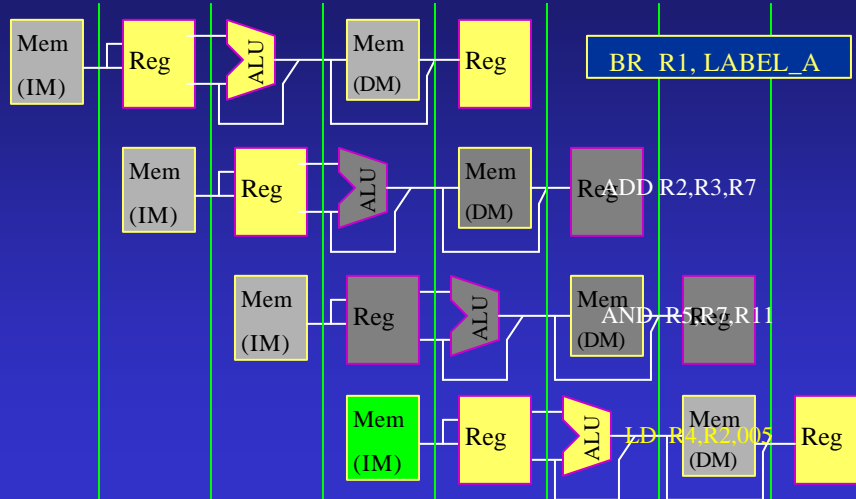 Mem
(IM)
Reg
ALU
Mem
(DM)
Reg
BR R1, LABEL_A
Mem
(IM)
Reg
ALU
Mem
(DM)
Reg
ADD R2,R3,R7
Mem
(IM)
Reg
ALU
Mem
(DM)
Reg
AND R5,R7,R11
Mem
(IM)
Reg
ALU
Mem
(DM)
Reg
LD R4,R2,005